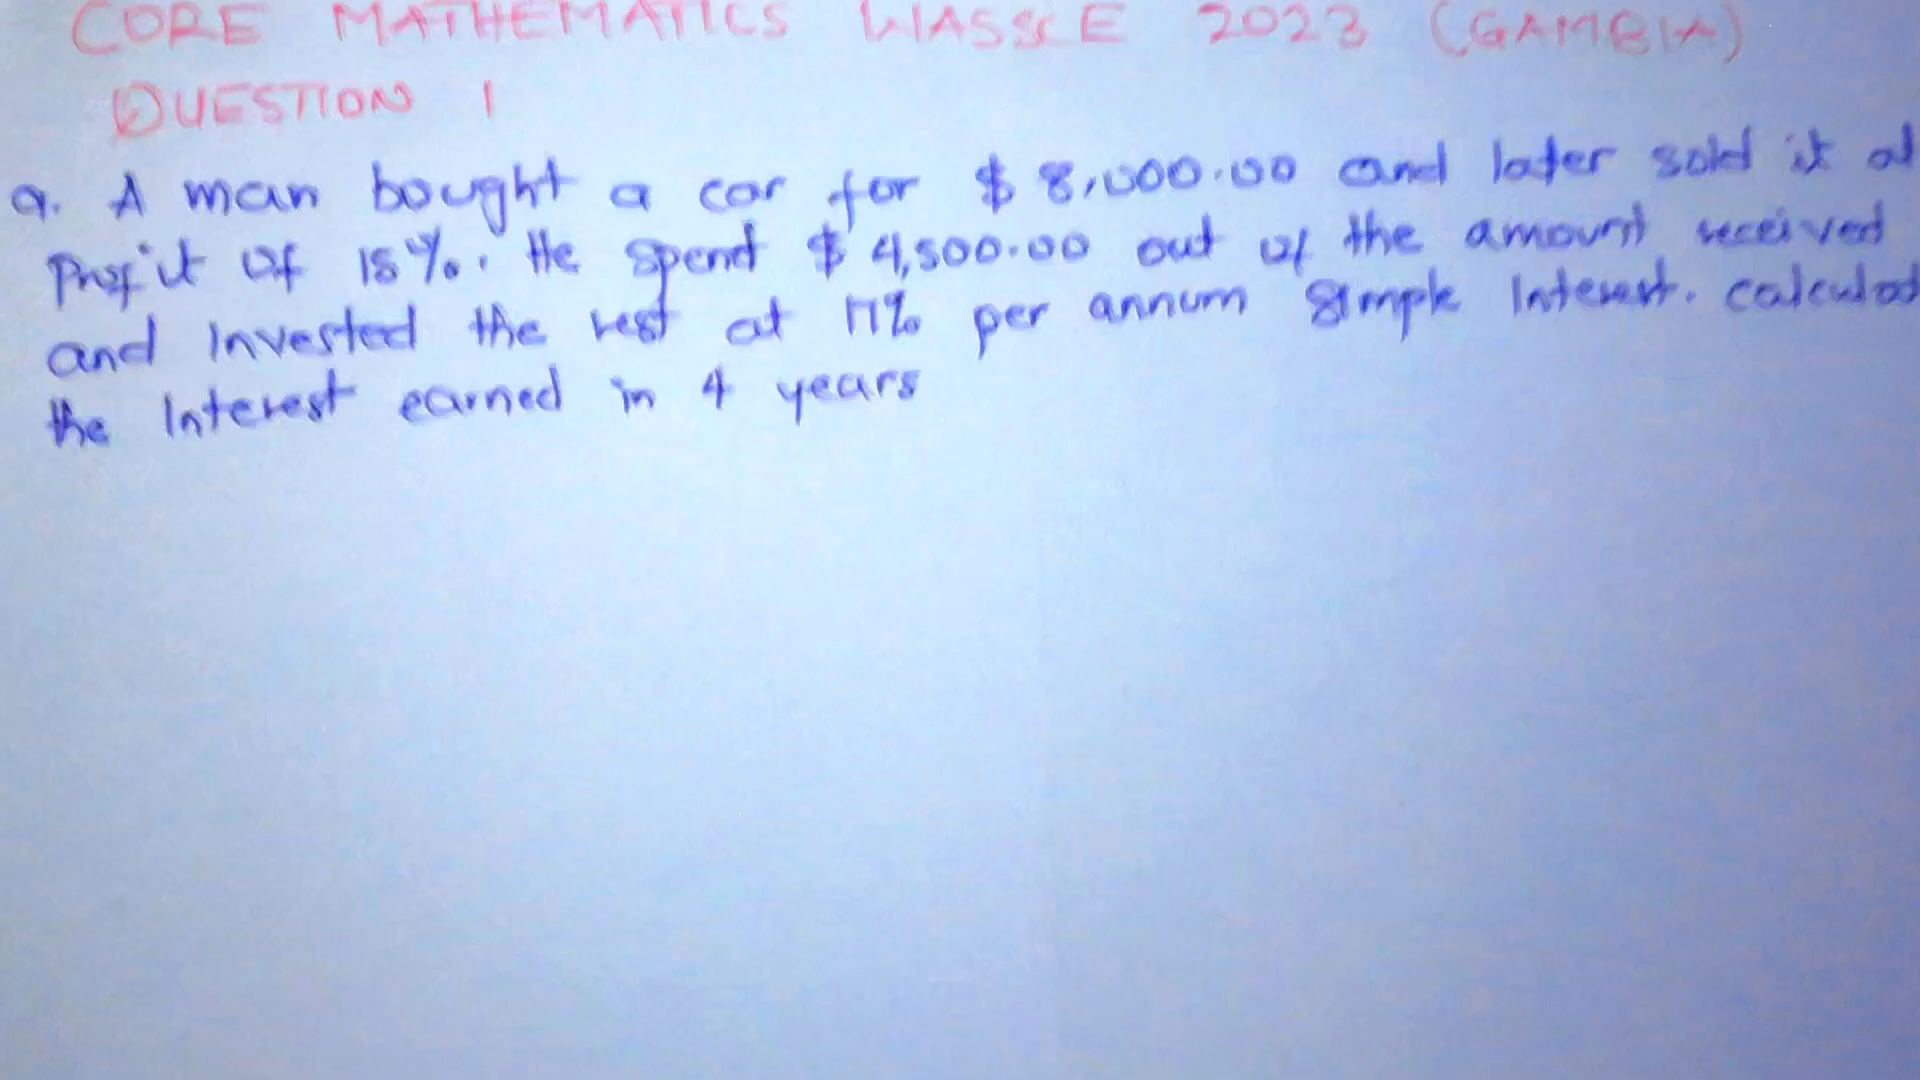 CORE MATHEMATICS WASSCE 2023 (GAMBIA)
QUESTION 1
a. A man bought a car for $ 8,000.00 and later sold it at
Profit of 15%. He spend $ 4,500.00 out of the amount received
and Invested the rest at 17% per annum Simple Interest. calculat
the Interest earned in 4 years